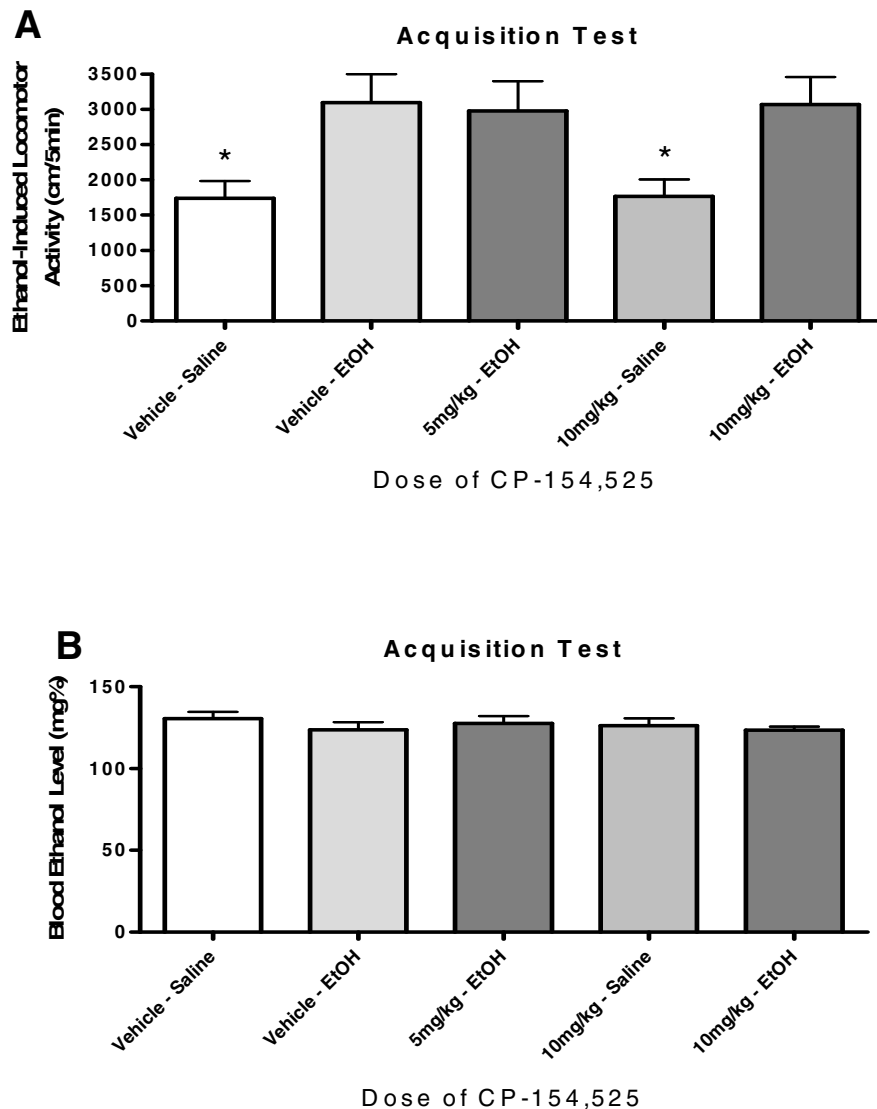 A
Acquisition Test
Ethanol-Induced Locomotor
Activity (cm/5min)
3500
3000
2500
2000
1500
1000
500
0
*
*
Vehicle - Saline
Vehicle - EtOH
5mg/kg - EtOH
10mg/kg - Saline
10mg/kg - EtOH
Dose of CP-154,525
B
Acquisition Test
Blood Ethanol Level (mg%)
150
100
50
0
Vehicle - Saline
Vehicle - EtOH
5mg/kg - EtOH
10mg/kg - Saline
10mg/kg - EtOH
Dose of CP-154,525